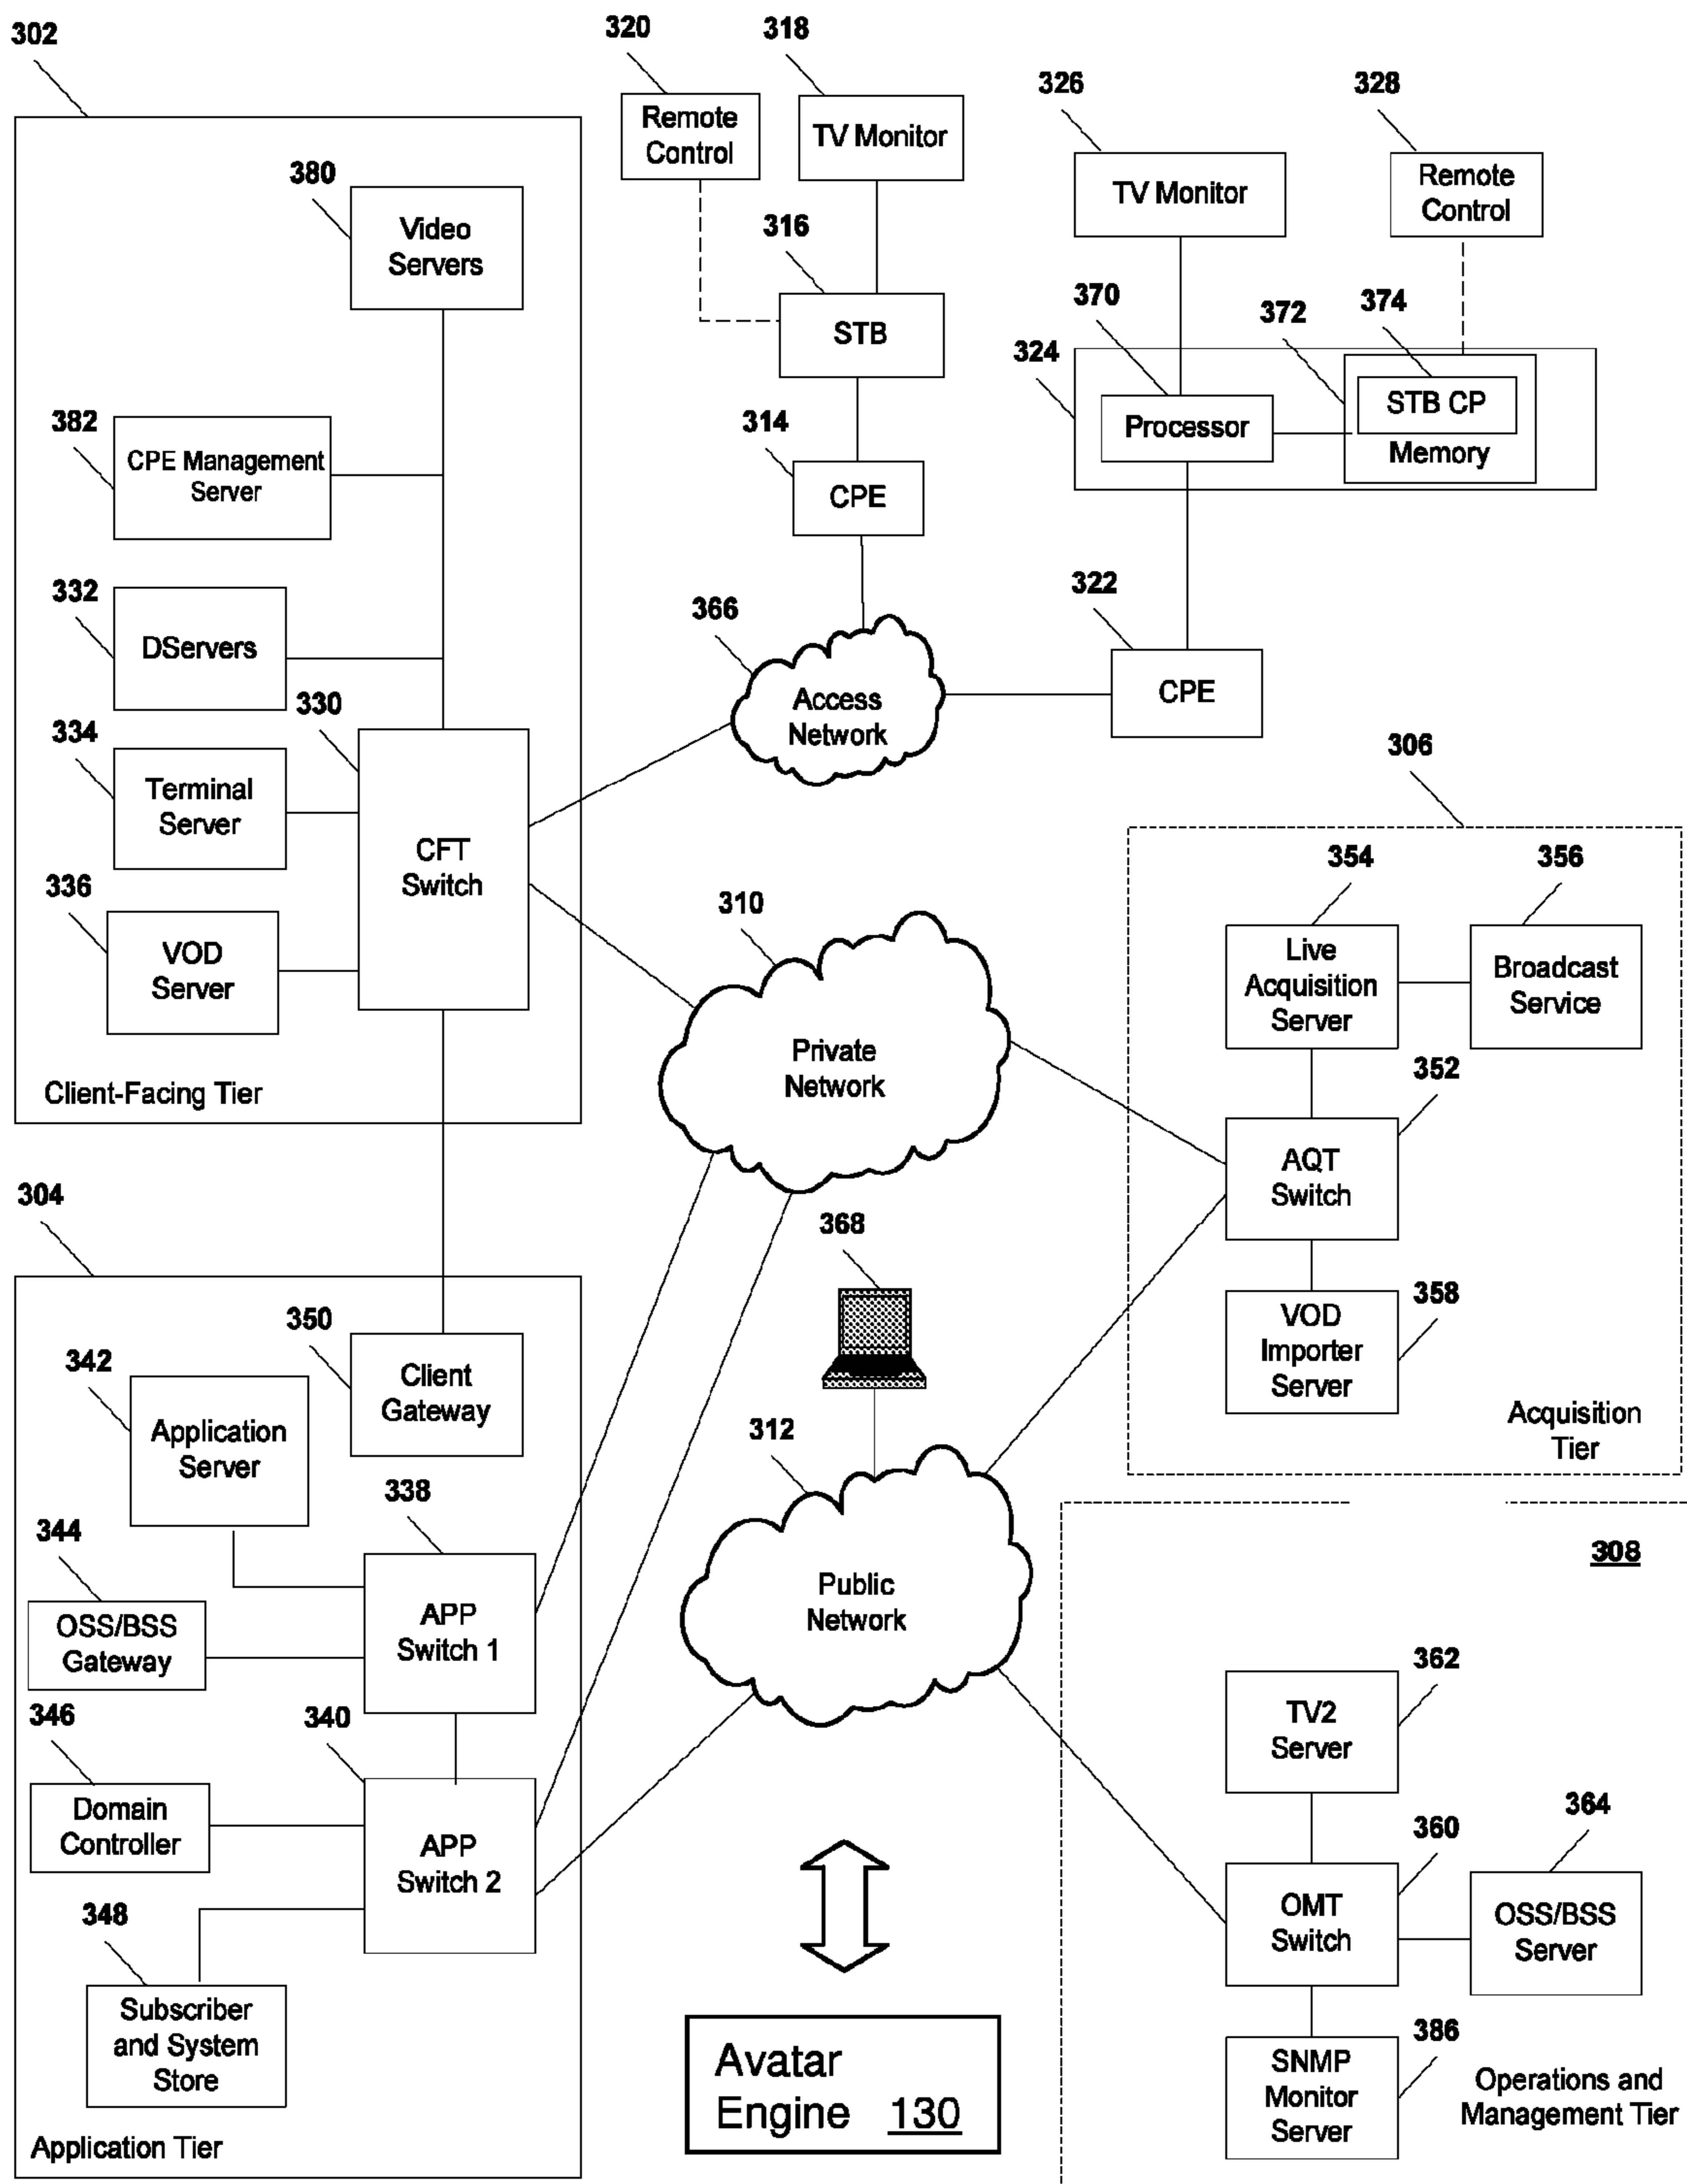 302
320
318
326
328
Remote
Control
TV Monitor
TV Monitor
Remote
Control
380
Video
Servers
316
STB
370
372
374
324
STB CP
Processor
Memory
382
CPE Management
Server
314
CPE
332
DServers
366
322
Access
Network
CPE
330
334
Terminal
Server
306
CFT
Switch
336
VOD
Server
354
356
310
Live
Acquisition
Server
Broadcast
Service
Private
Network
352
Client-Facing Tier
AQT
Switch
304
368
350
358
VOD
Importer
Server
342
Client
Gateway
Application
Server
312
Acquisition
Tier
338
344
308
OSS/BSS
Gateway
APP
Switch 1
Public
Network
362
TV2
Server
346
340
Domain
Controller
APP
Switch 2
364
360
348
OMT
Switch
OSS/BSS
Server
Subscriber
and System
Store
386
SNMP
Monitor
Server
Operations and
Management Tier
Avatar
Engine 130
Application Tier